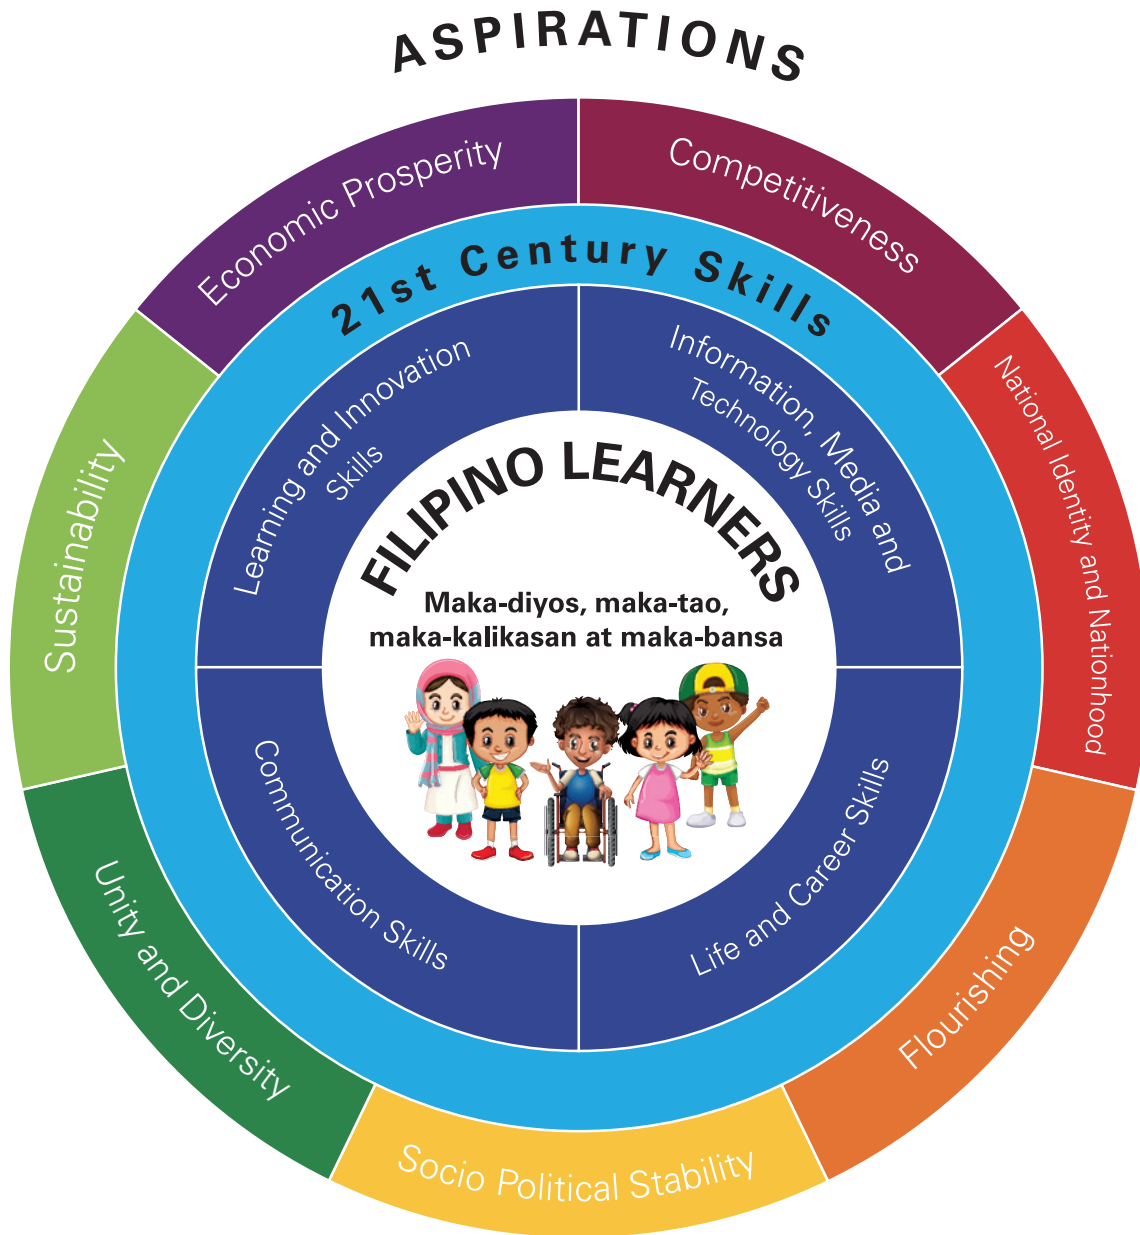 ASPIRATIONS
Economic Prosperity
Competitiveness
National Identity and Nationhood
Flourishing
Socio Political Stability
Unity and Diversity
Sustainability
21st Century Skills
Learning and Innovation
Skills
Information, Media and
Technology Skills
Life and Career Skills
Communication Skills
FILIPINO LEARNERS
Maka-diyos, maka-tao,
maka-kalikasan at maka-bansa